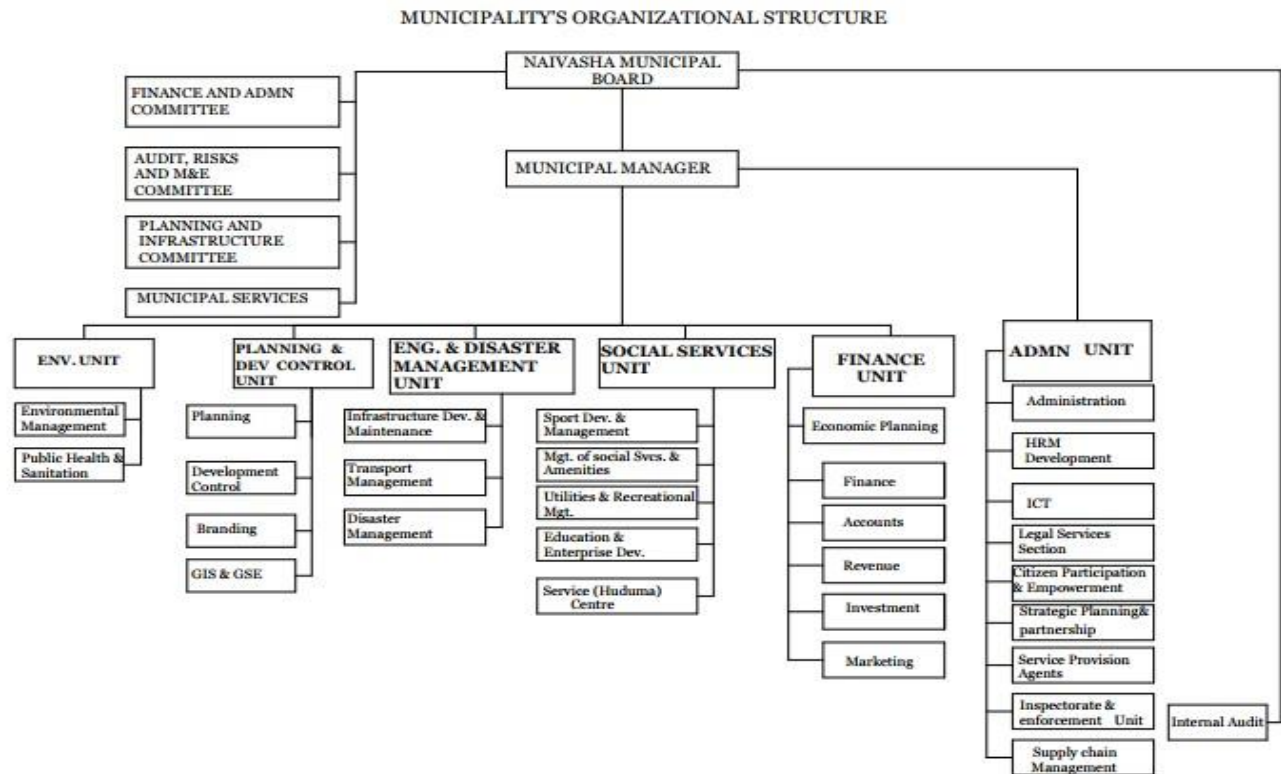 MUNICIPALITY'S ORGANIZATIONAL STRUCTURE
NAIVASHA MUNICIPAL
BOARD
FINANCE AND ADMN
COMMITTEE
AUDIT, RISKS
AND M&E
COMMITTEE
MUNICIPAL MANAGER
PLANNING AND
INFRASTRUCTURE
COMMITTEE
MUNICIPAL SERVICES
ENV. UNIT
Environmental
Management
Public Health &
Sanitation
PLANNING &
DEV CONTROL
UNIT
Planning
Development
Control
Branding
GIS & GSE
ENG. & DISASTER
MANAGEMENT
UNIT
Infrastructure Dev. &
Maintenance
Transport
Management
Disaster
Management
SOCIAL SERVICES
UNIT
Sport Dev. &
Management
Mgt. of social Svcs. &
Amenities
Utilities & Recreational
Mgt.
Education &
Enterprise Dev.
Service (Huduma)
Centre
FINANCE
UNIT
Economic Planning
Finance
Accounts
Revenue
Investment
Marketing
ADMN UNIT
Administration
HRM
Development
ICT
Legal Services
Section
Citizen Participation
& Empowerment
Strategic Planning&
partnership
Service Provision
Agents
Inspectorate &
enforcement Unit
Supply chain
Management
Internal Audit